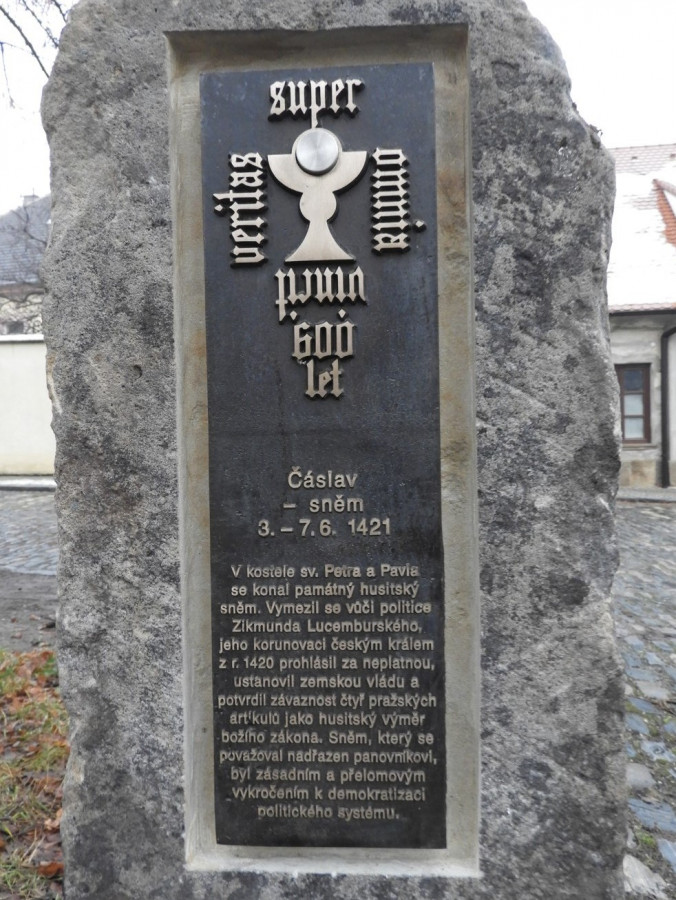 super
veritas
omnia
vincit
600
let
Čáslav
– sněm
3. – 7. 6. 1421
V kostele sv. Petra a Pavla
se konal památný husitský
sněm. Vymezil se vůči politice
Zikmunda Lucemburského,
jeho korunovaci českým králem
z r. 1420 prohlásil za neplatnou,
ustanovil zemskou vládu a
potvrdil závaznost čtyř pražských
artikulů jako husitský výměr
božího zákona. Sněm, který se
považoval nadřazen panovníkovi,
byl zásadním a přelomovým
vykročením k demokratizaci
politického systému.